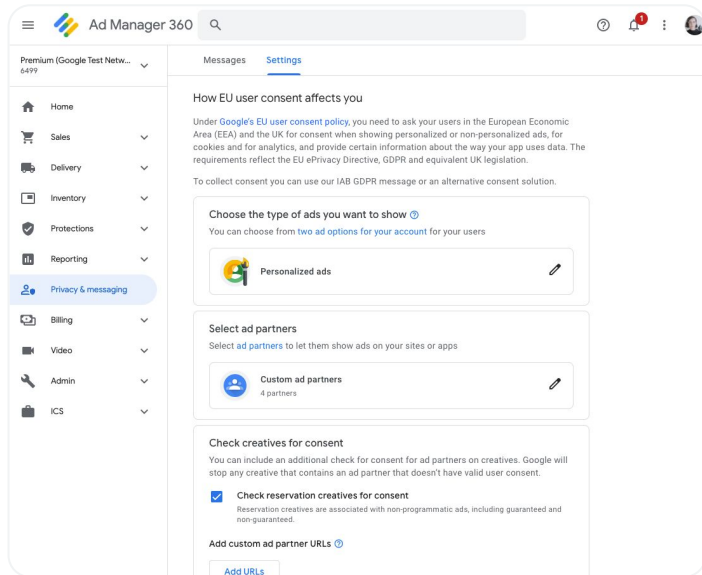 Ad Manager 360
1
Premium (Google Test Netw...
6499
Messages
Settings
Home
Sales
Delivery
Inventory
Protections
Reporting
Privacy & messaging
Billing
Video
Admin
ICS
How EU user consent affects you
Under Google's EU user consent policy, you need to ask your users in the European Economic
Area (EEA) and the UK for consent when showing personalized or non-personalized ads, for
cookies and for analytics, and provide certain information about the way your app uses data. The
requirements reflect the EU ePrivacy Directive, GDPR and equivalent UK legislation.
To collect consent you can use our IAB GDPR message or an alternative consent solution.
Choose the type of ads you want to show
You can choose from two ad options for your account for your users
Personalized ads
Select ad partners
Select ad partners to let them show ads on your sites or apps
Custom ad partners
4 partners
Check creatives for consent
You can include an additional check for consent for ad partners on creatives. Google will
stop any creative that contains an ad partner that doesn't have valid user consent.
Check reservation creatives for consent
Reservation creatives are associated with non-programmatic ads, including guaranteed and
non-guaranteed.
Add custom ad partner URLs
Add URLs